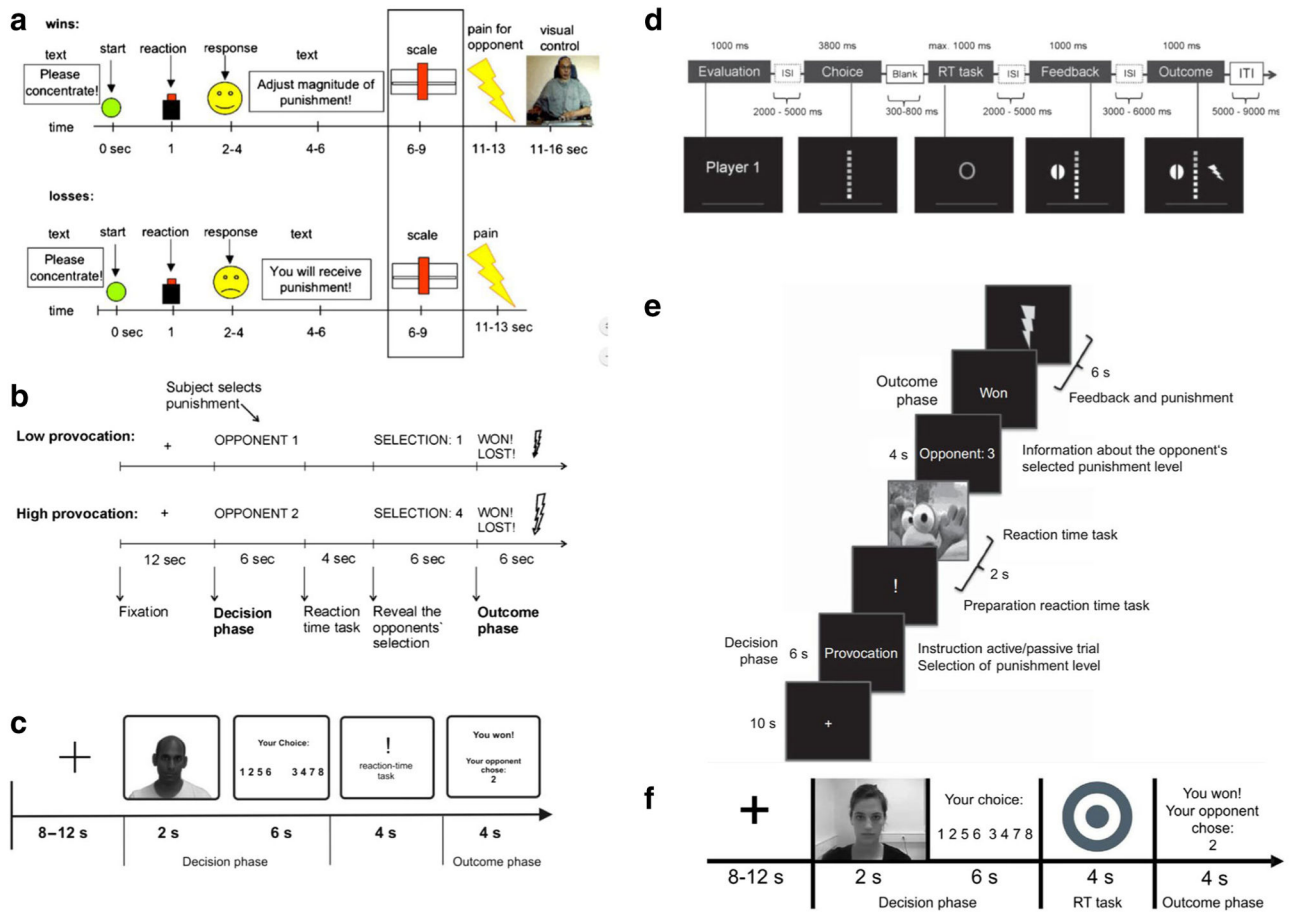 a
wins:
text start reaction response text scale pain for opponent visual control
Please concentrate!
Adjust magnitude of punishment!
time
0 sec 1 2-4 4-6 6-9 11-13 11-16 sec
losses:
text start reaction response text scale pain
Please concentrate!
You will receive punishment!
time
0 sec 1 2-4 4-6 6-9 11-13 sec
b
Subject selects
punishment
Low provocation: + OPPONENT 1 SELECTION: 1 WON!
LOST!
High provocation: + OPPONENT 2 SELECTION: 4 WON!
LOST!
12 sec 6 sec 4 sec 6 sec 6 sec
Fixation
Decision
phase
Reaction
time task
Reveal the
opponents`
selection
Outcome
phase
c
Your Choice:
1 2 5 6 3 4 7 8
!
reaction-time
task
You won!
Your opponent
chose:
2
8–12 s 2 s 6 s 4 s 4 s
Decision phase Outcome phase
d
1000 ms 3800 ms max. 1000 ms 1000 ms 1000 ms
Evaluation ISI Choice Blank RT task ISI Feedback ISI Outcome ITI
2000 - 5000 ms 300-800 ms 2000 - 5000 ms 3000 - 6000 ms 5000 - 9000 ms
Player 1
e
6 s
Outcome
phase
Won
Feedback and punishment
4 s
Opponent: 3
Information about the opponent's
selected punishment level
Reaction time task
2 s
!
Preparation reaction time task
Decision
phase
6 s
Provocation
Instruction active/passive trial
Selection of punishment level
10 s
+
f
+
Your choice:
1 2 5 6 3 4 7 8
You won!
Your opponent
chose:
2
8-12 s 2 s 6 s 4 s 4 s
Decision phase RT task Outcome phase